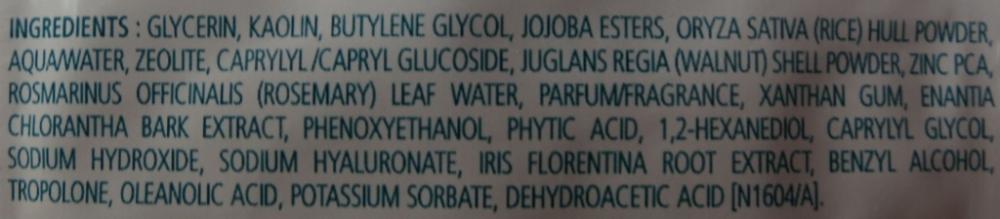 INGREDIENTS : GLYCERIN, KAOLIN, BUTYLENE GLYCOL, JOJOBA ESTERS, ORYZA SATIVA (RICE) HULL POWDER,
AQUA/WATER, ZEOLITE, CAPRYLYL/CAPRYL GLUCOSIDE, JUGLANS REGIA (WALNUT) SHELL POWDER, ZINC PCA,
ROSMARINUS OFFICINALIS (ROSEMARY) LEAF WATER, PARFUM/FRAGRANCE, XANTHAN GUM, ENANTIA
CHLORANTHA BARK EXTRACT, PHENOXYETHANOL, PHYTIC ACID, 1,2-HEXANEDIOL, CAPRYLYL GLYCOL,
SODIUM HYDROXIDE, SODIUM HYALURONATE, IRIS FLORENTINA ROOT EXTRACT, BENZYL ALCOHOL,
TROPOLONE, OLEANOLIC ACID, POTASSIUM SORBATE, DEHYDROACETIC ACID [N1604/A].